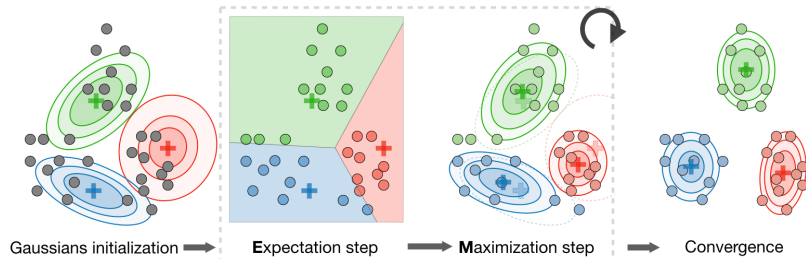 Gaussians initialization
Expectation step
Maximization step
Convergence